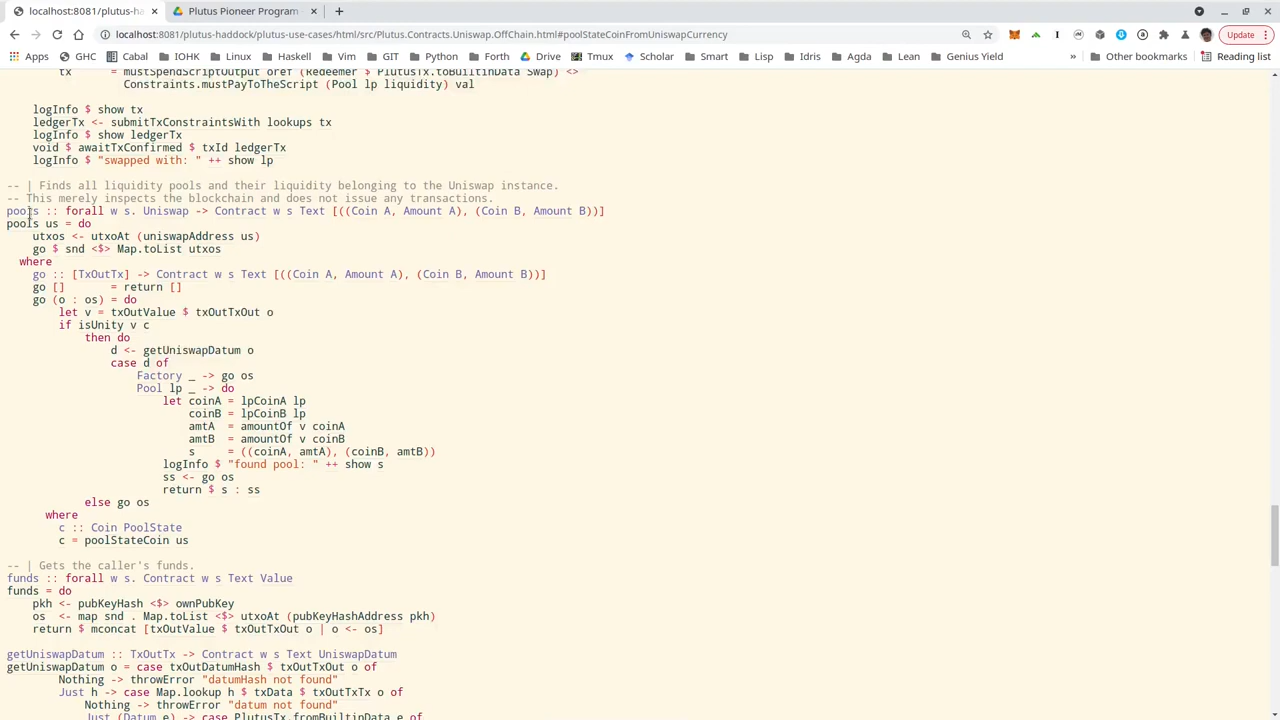 localhost:8081/plutus-ha
Plutus Pioneer Program
localhost:8081/plutus-haddock/plutus-use-cases/html/src/Plutus.Contracts.Uniswap.OffChain.html#poolStateCoinFromUniswapCurrency
Update
Apps GHC Cabal IOHK Linux Haskell Vim GIT Python Forth Drive Tmux Scholar Lisp Idris Agda Lean Genius Yield » Other bookmarks Reading list
tx = mustSpendScriptOutput oref (Redeemer $ PlutusTx.toBuiltinData Swap) <>
Constraints.mustPayToTheScript (Pool lp liquidity) val
logInfo $ show tx
ledgerTx <- submitTxConstraintsWith lookups tx
logInfo $ show ledgerTx
void $ awaitTxConfirmed $ txId ledgerTx
logInfo $ "swapped with: " ++ show lp
-- | Finds all liquidity pools and their liquidity belonging to the Uniswap instance.
-- This merely inspects the blockchain and does not issue any transactions.
pools :: forall w s. Uniswap -> Contract w s Text [((Coin A, Amount A), (Coin B, Amount B))]
pools us = do
utxos <- utxoAt (uniswapAddress us)
go $ snd <$> Map.toList utxos
where
go :: [TxOutTx] -> Contract w s Text [((Coin A, Amount A), (Coin B, Amount B))]
go [] = return []
go (o : os) = do
let v = txOutValue $ txOutTxOut o
if isUnity v c
then do
d <- getUniswapDatum o
case d of
Factory _ -> go os
Pool lp _ -> do
let coinA = lpCoinA lp
coinB = lpCoinB lp
amtA = amountOf v coinA
amtB = amountOf v coinB
s = ((coinA, amtA), (coinB, amtB))
logInfo $ "found pool: " ++ show s
ss <- go os
return $ s : ss
else go os
where
c :: Coin PoolState
c = poolStateCoin us
-- | Gets the caller's funds.
funds :: forall w s. Contract w s Text Value
funds = do
pkh <- pubKeyHash <$> ownPubKey
os <- map snd . Map.toList <$> utxoAt (pubKeyHashAddress pkh)
return $ mconcat [txOutValue $ txOutTxOut o | o <- os]
getUniswapDatum :: TxOutTx -> Contract w s Text UniswapDatum
getUniswapDatum o = case txOutDatumHash $ txOutTxOut o of
Nothing -> throwError "datumHash not found"
Just h -> case Map.lookup h $ txData $ txOutTxTx o of
Nothing -> throwError "datum not found"
Just (Datum e) -> case PlutusTx.fromBuiltinData e of